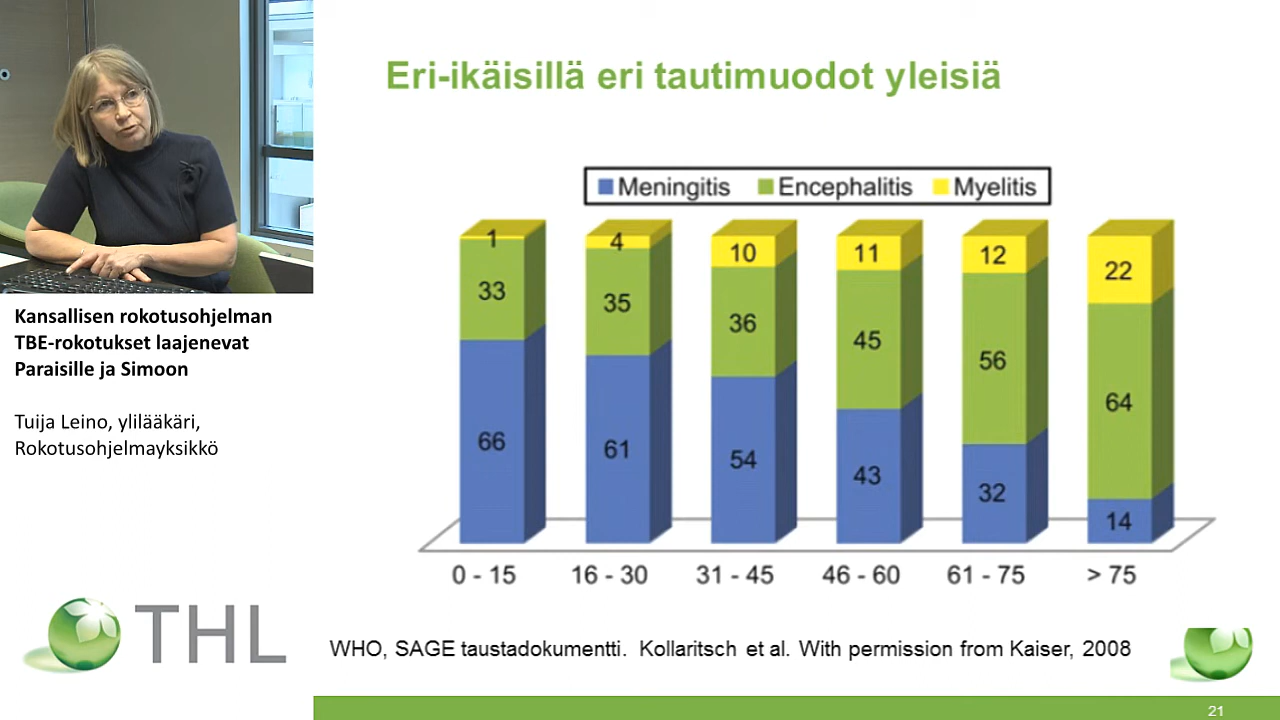 Eri-ikäisillä eri tautimuodot yleisiä
Meningitis Encephalitis Myelitis
1 4 10 11 12 22
33 35 36 45 56 64
66 61 54 43 32 14
0 - 15 16 - 30 31 - 45 46 - 60 61 - 75 > 75
WHO, SAGE taustadokumentti. Kollaritsch et al. With permission from Kaiser, 2008
21
Kansallisen rokotusohjelman
TBE-rokotukset laajenevat
Paraisille ja Simoon
Tuija Leino, ylilääkäri,
Rokotusohjelmayksikkö
THL